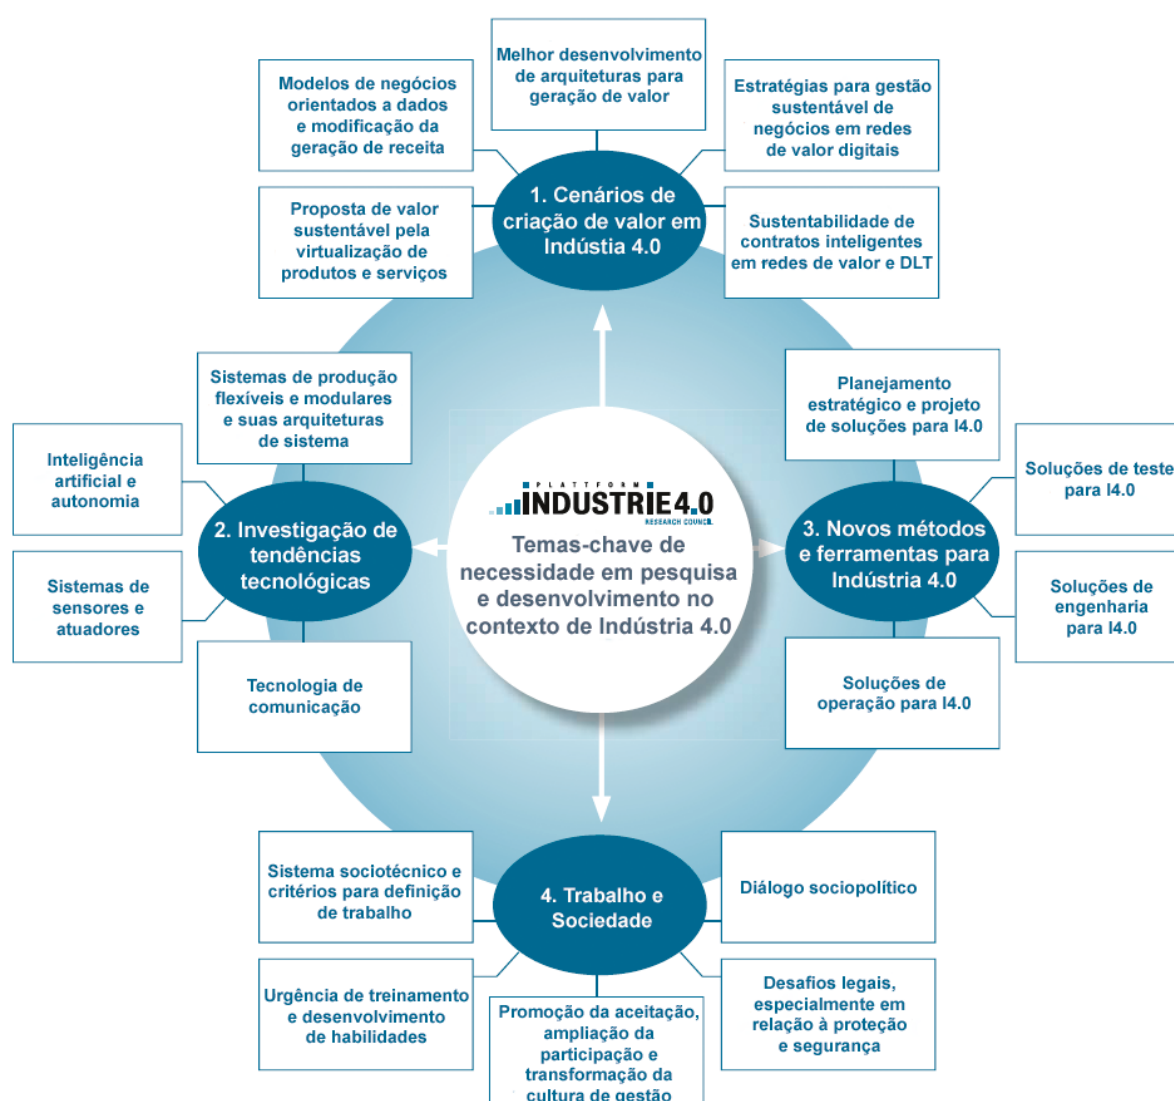 Melhor desenvolvimento
de arquiteturas para
geração de valor
Modelos de negócios
orientados a dados
e modificação da
geração de receita
Estratégias para gestão
sustentável de
negócios em redes
de valor digitais
Proposta de valor
sustentável pela
virtualização de
produtos e serviços
1. Cenários de
criação de valor em
Indústia 4.0
Sustentabilidade de
contratos inteligentes
em redes de valor e DLT
Sistemas de produção
flexíveis e modulares
e suas arquiteturas
de sistema
Inteligência
artificial e
autonomia
2. Investigação de
tendências
tecnológicas
Sistemas de
sensores e
atuadores
Tecnologia de
comunicação
PLATTFORM
INDUSTRIE4.0
RESEARCH COUNCIL
Temas-chave de
necessidade em pesquisa
e desenvolvimento no
contexto de Indústria 4.0
Planejamento
estratégico e projeto
de soluções para I4.0
Soluções de teste
para I4.0
3. Novos métodos
e ferramentas para
Indústria 4.0
Soluções de
engenharia
para I4.0
Soluções de
operação para I4.0
Sistema sociotécnico e
critérios para definição
de trabalho
4. Trabalho e
Sociedade
Diálogo sociopolítico
Urgência de treinamento
e desenvolvimento
de habilidades
Promoção da aceitação,
ampliação da
participação e
transformação da
cultura de gestão
Desafios legais,
especialmente em
relação à proteção
e segurança